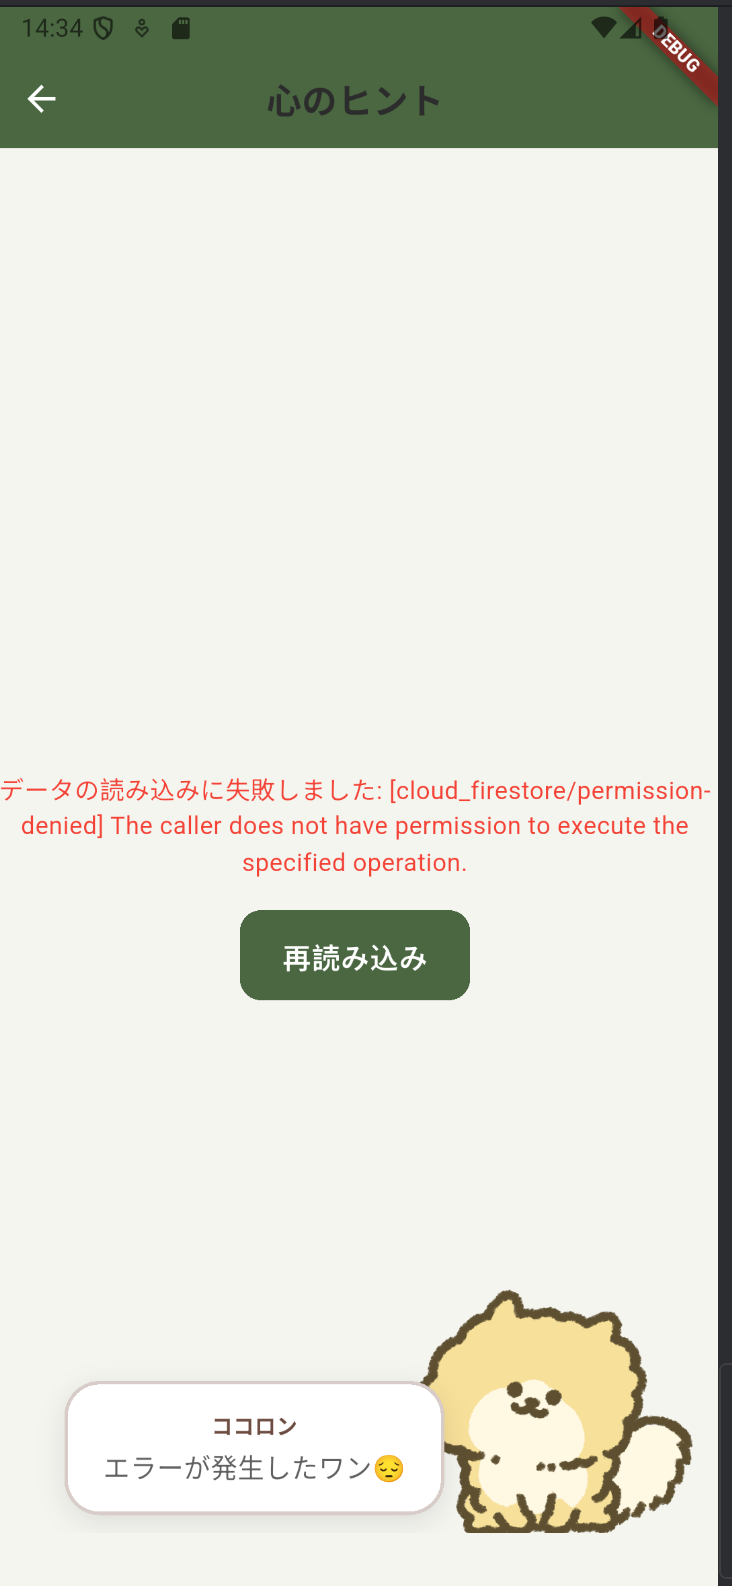 14:34
DEBUG
心のヒント
データの読み込みに失敗しました: [cloud_firestore/permission-
denied] The caller does not have permission to execute the
specified operation.
再読み込み
ココロン
エラーが発生したワン😔